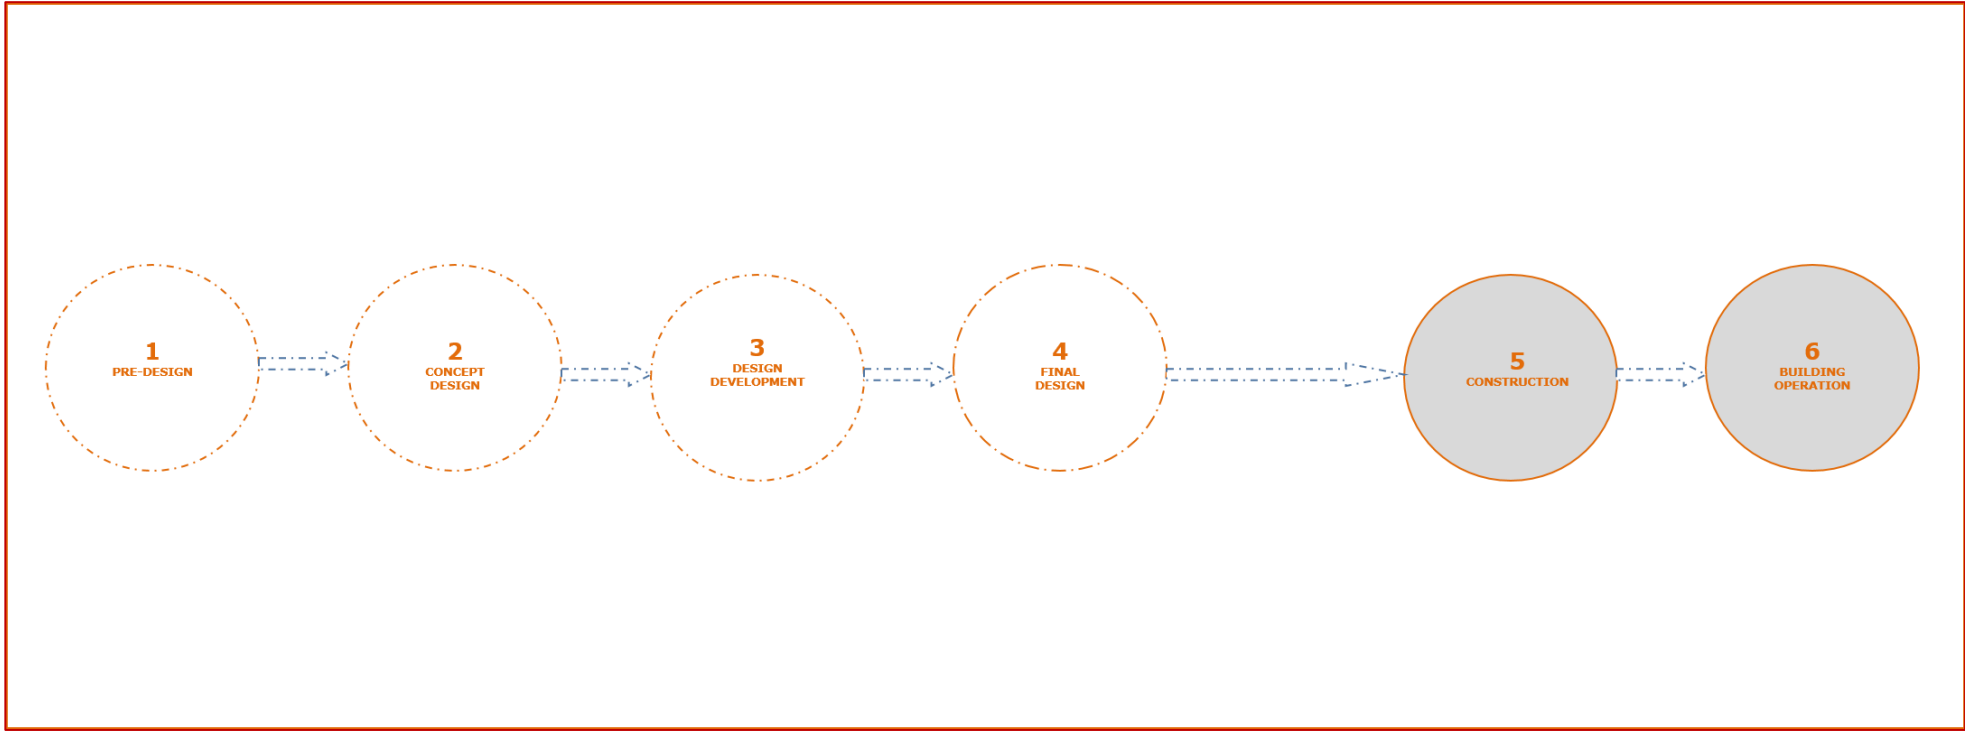 1
PRE-DESIGN
2
CONCEPT
DESIGN
3
DESIGN
DEVELOPMENT
4
FINAL
DESIGN
5
CONSTRUCTION
6
BUILDING
OPERATION